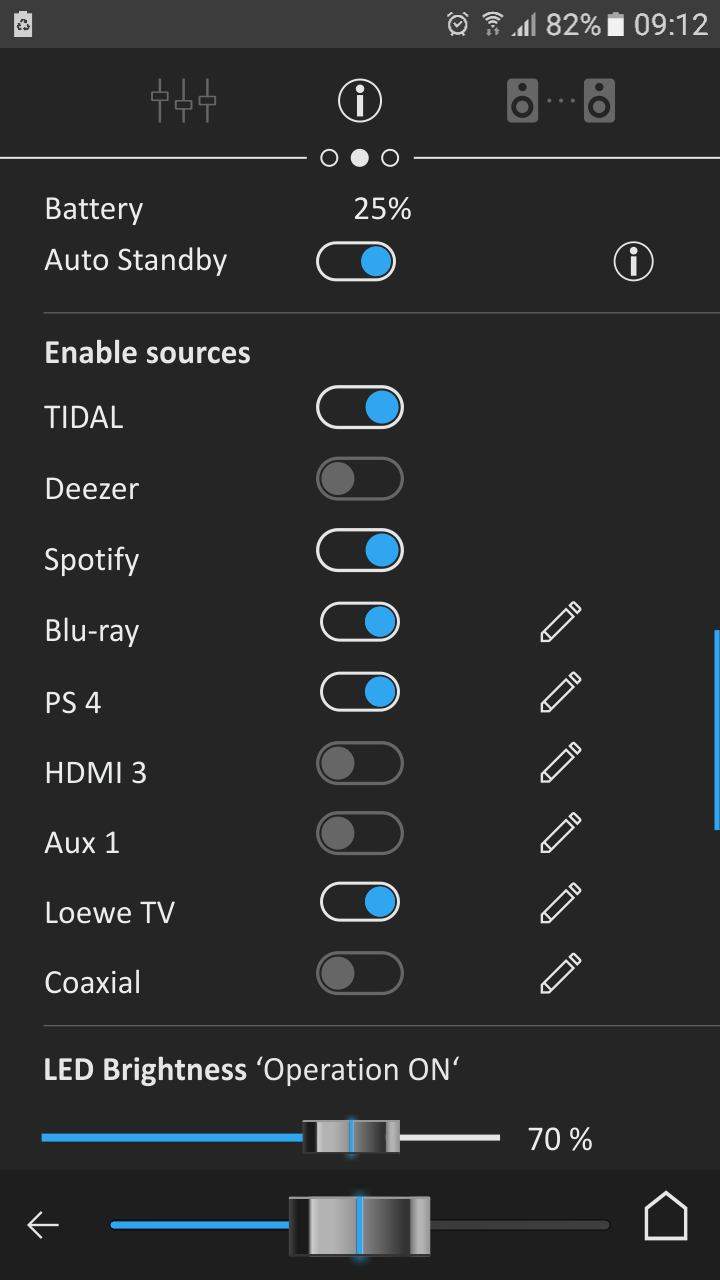 82% 09:12
Battery 25%
Auto Standby
Enable sources
TIDAL
Deezer
Spotify
Blu-ray
PS 4
HDMI 3
Aux 1
Loewe TV
Coaxial
LED Brightness ‘Operation ON‘
70 %